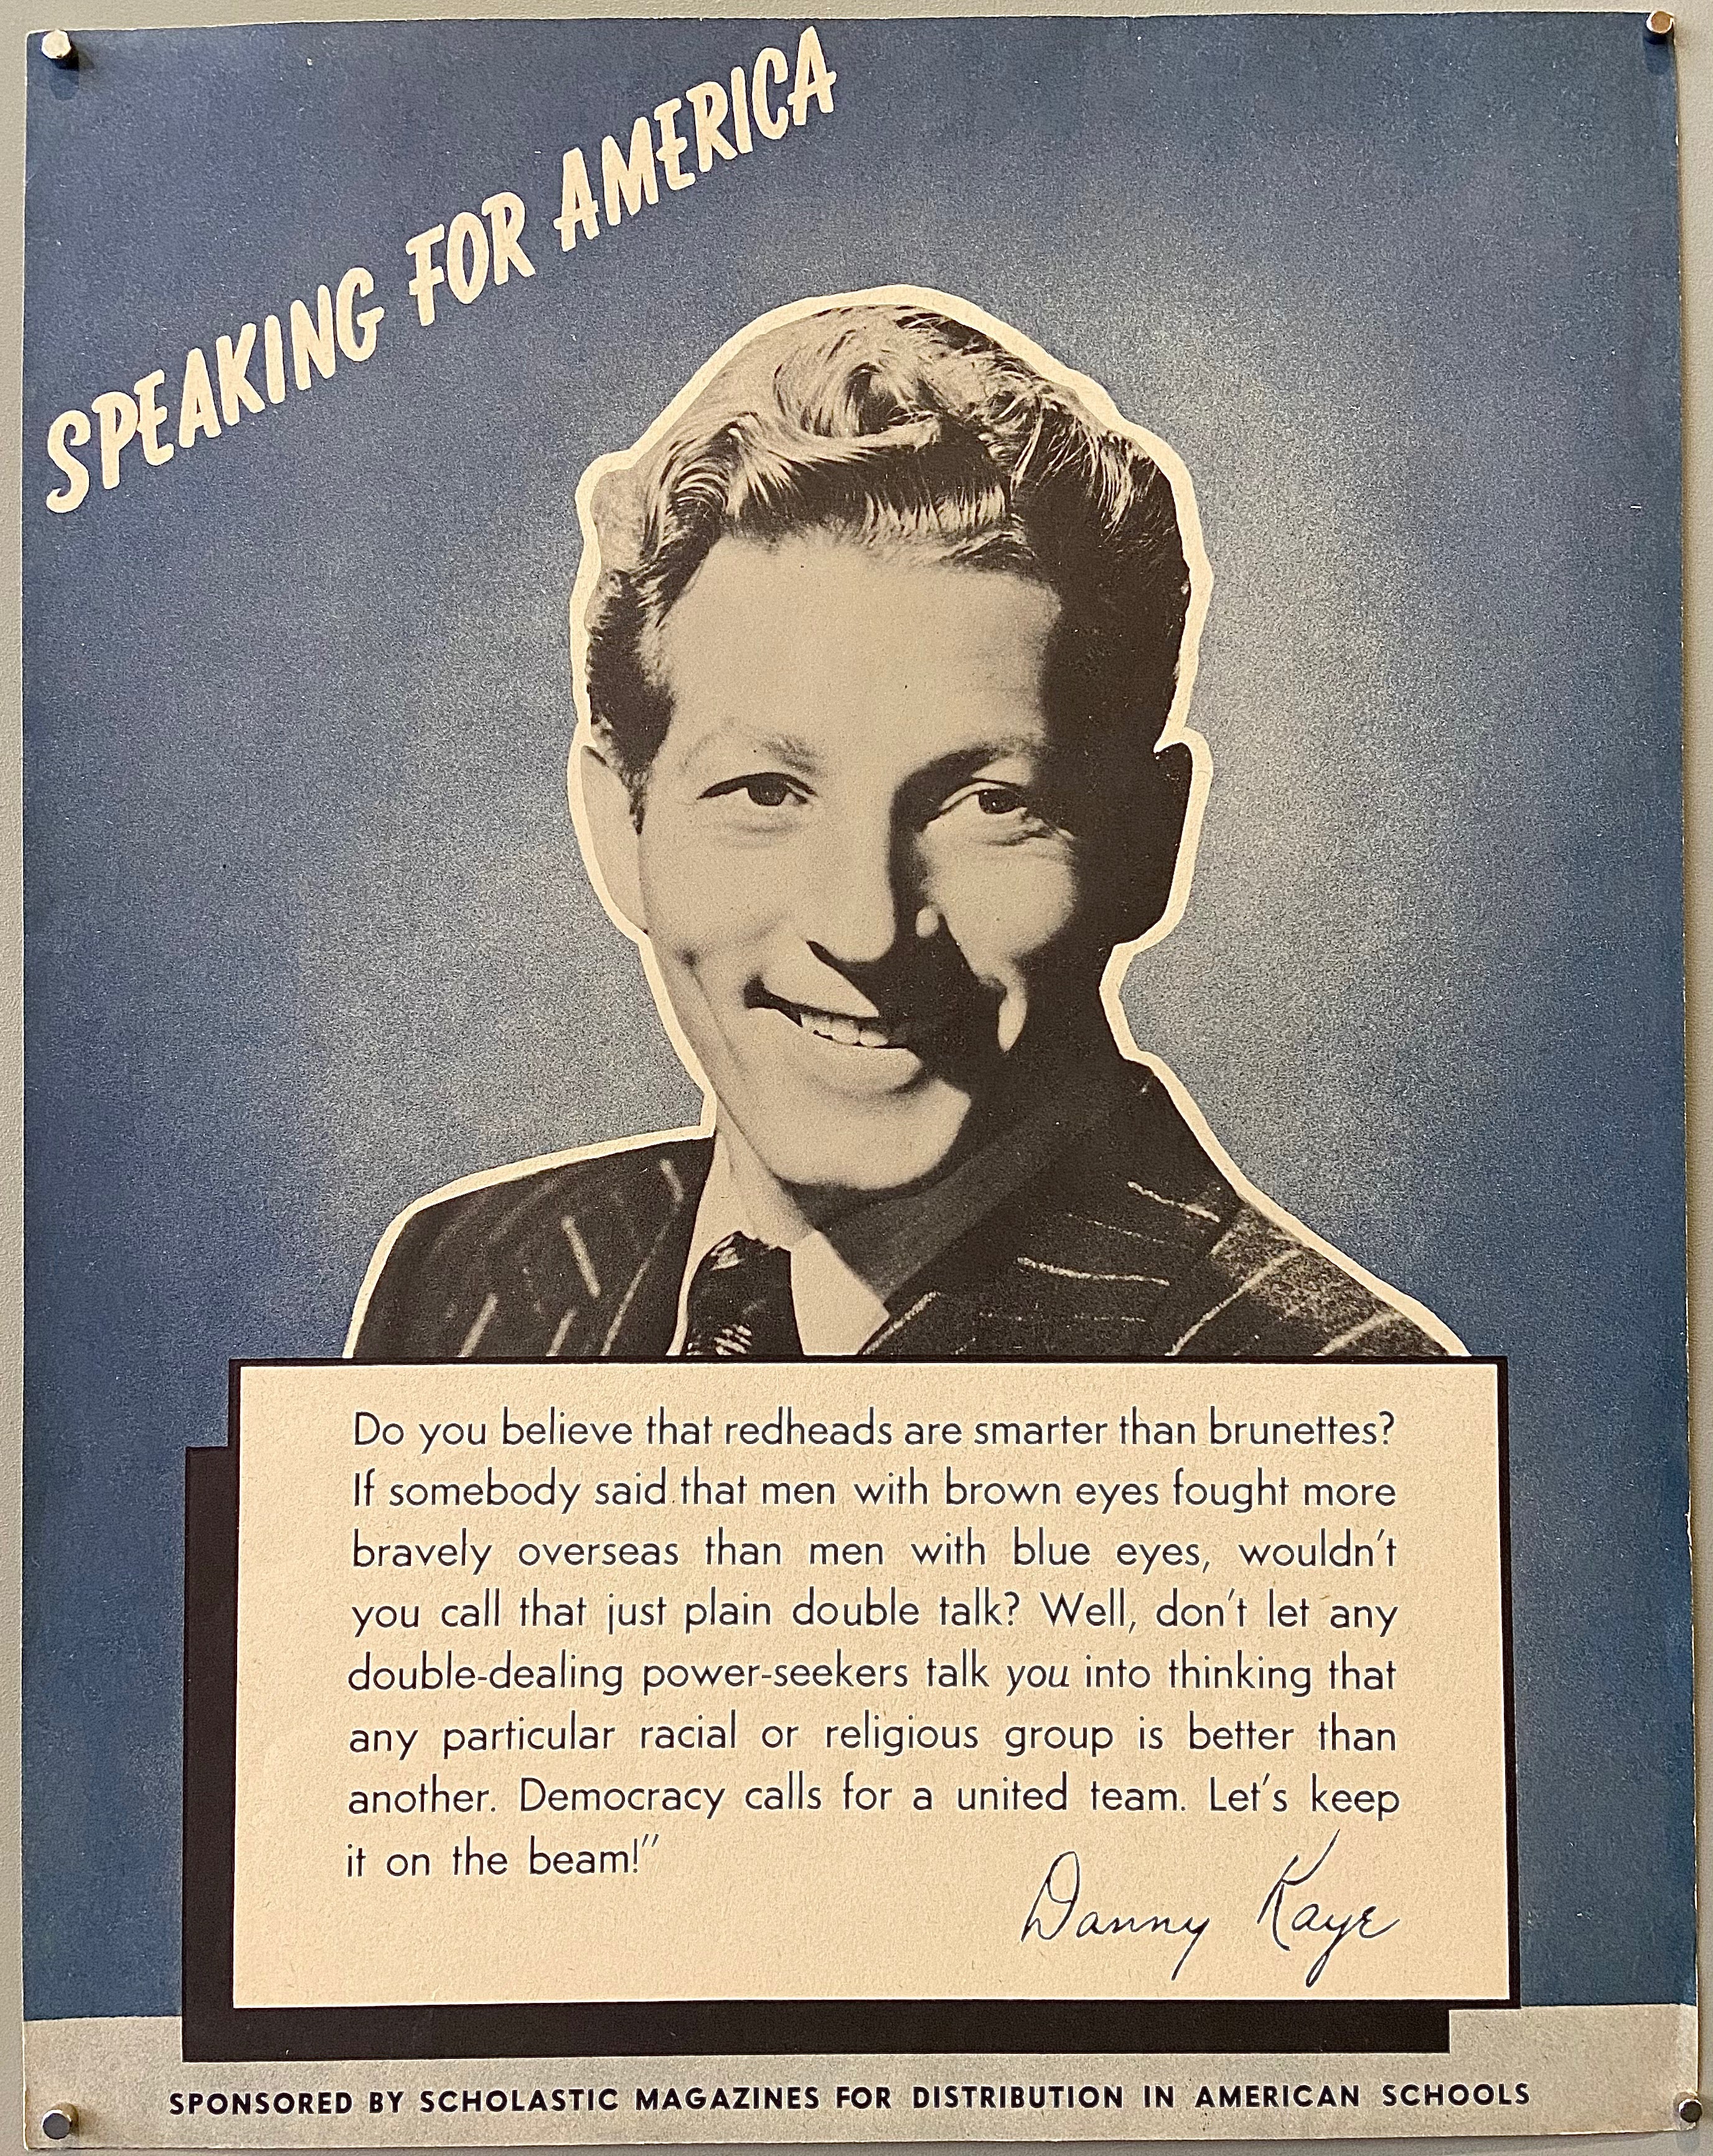 SPEAKING FOR AMERICA
Do you believe that redheads are smarter than brunettes?
If somebody said that men with brown eyes fought more
bravely overseas than men with blue eyes, wouldn't
you call that just plain double talk? Well, don't let any
double-dealing power-seekers talk you into thinking that
any particular racial or religious group is better than
another. Democracy calls for a united team. Let's keep
it on the beam!"
Danny Kaye
SPONSORED BY SCHOLASTIC MAGAZINES FOR DISTRIBUTION IN AMERICAN SCHOOLS